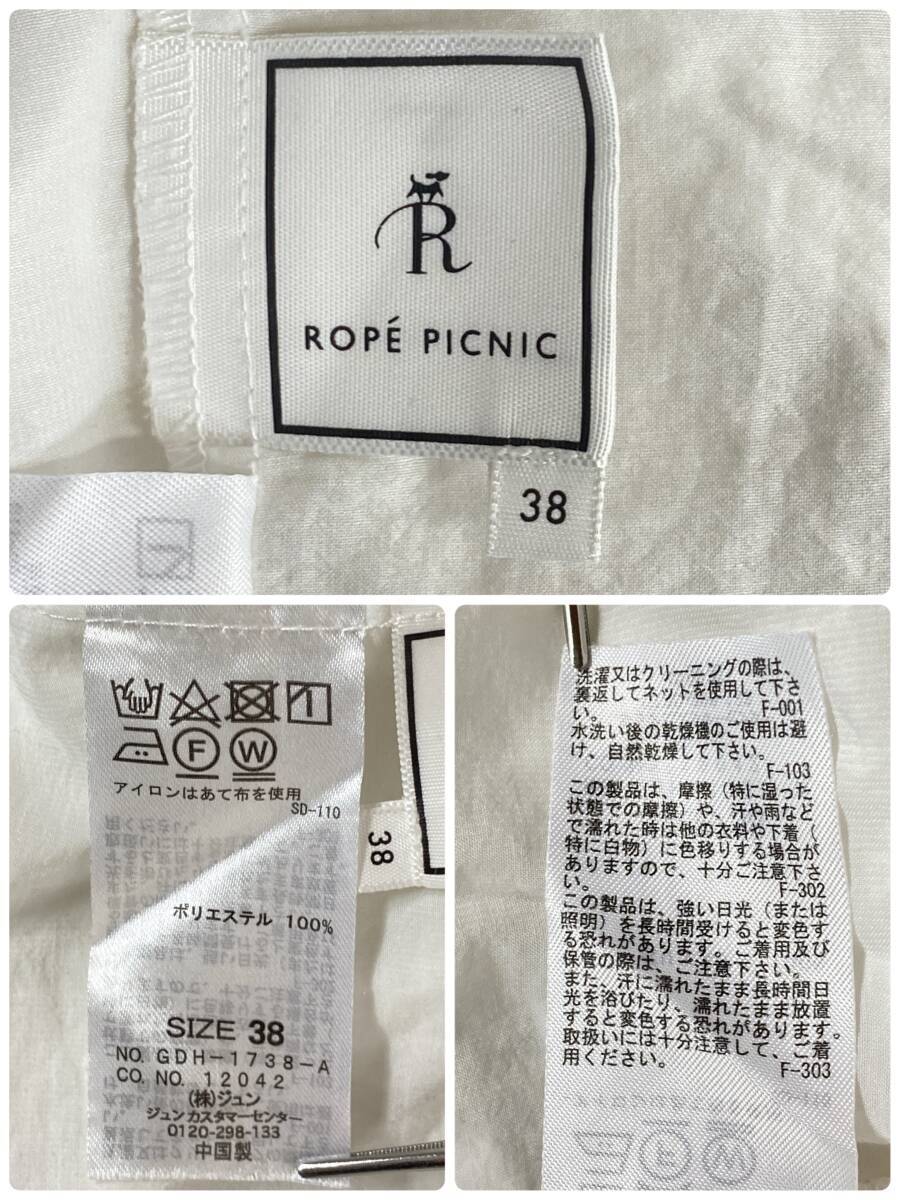 R
ROPÉ PICNIC
38
F W
アイロンはあて布を使用
SD-110
ポリエステル 100%
SIZE 38
NO. GDH-1738-A
CO. NO. 12042
(株)ジュン
ジュンカスタマーセンター
0120-298-133
中国製
38
洗濯又はクリーニングの際は、
裏返してネットを使用して下さ
い。
F-001
水洗い後の乾燥機のご使用は避
け、自然乾燥して下さい。
F-103
この製品は、摩擦(特に湿った
状態での摩擦)や、汗や雨など
で濡れた時は他の衣料や下着(
特に白物)に色移りする場合が
ありますので、十分ご注意下さ
い。
F-302
この製品は、強い日光(または
照明)を長時間受けると変色す
る恐れがあります。ご着用及び
保管の際は、ご注意下さい。
また、汗に濡れたまま長時間日
光を浴びたり、濡れたまま放置
すると変色する恐れがあります。
取扱いには十分注意して、ご着
用ください。
F-303